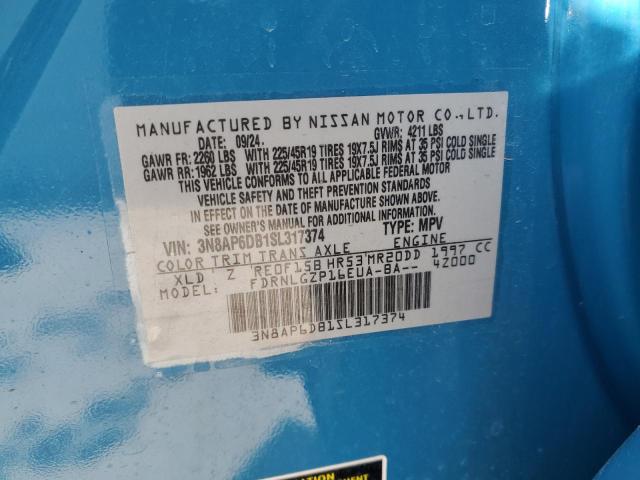 MANUFACTURED BY NISSAN MOTOR CO.,LTD.
DATE 09/24. GVWR: 4211 LBS
GAWR FR: 2260 LBS WITH 225/45R19 TIRES 19X7.5J RIMS AT 35 PSI COLD SINGLE
GAWR RR: 1962 LBS WITH 225/45R19 TIRES 19X7.5J RIMS AT 35 PSI COLD SINGLE
THIS VEHICLE CONFORMS TO ALL APPLICABLE FEDERAL MOTOR
VEHICLE SAFETY AND THEFT PREVENTION STANDARDS
IN EFFECT ON THE DATE OF MANUFACTURE SHOWN ABOVE.
SEE OWNER'S MANUAL FOR ADDITIONAL INFORMATION.
VIN: 3N8AP6DB1SL317374 TYPE: MPV
COLOR TRIM TRANS AXLE ENGINE
XLD Z RE0F15B HR53 MR20DD 1997 CC
MODEL: FDRNLGZP16EUA-BA-- 4Z000
3N8AP6DB1SL317374